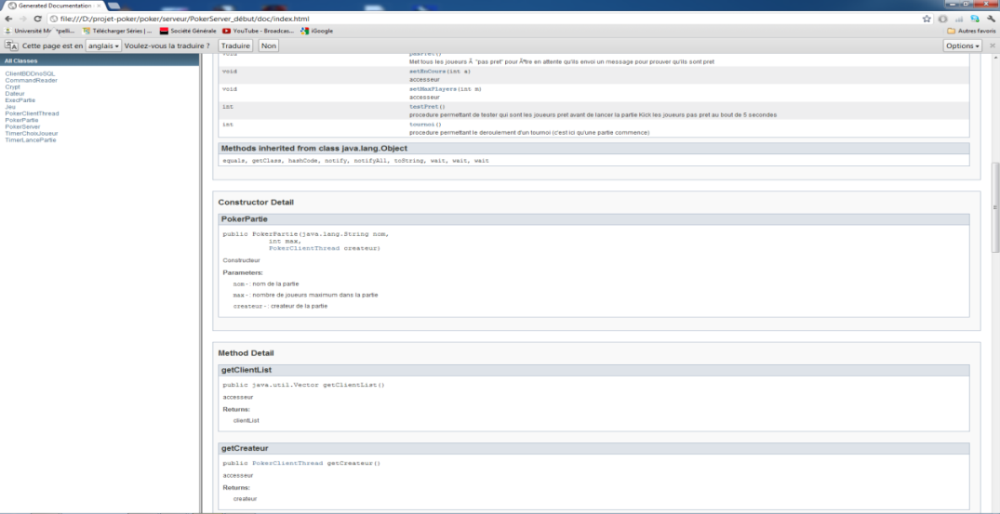 Generated Documentation
file:///D:/projet-poker/poker/serveur/PokerServer_début/doc/index.html
Université Télécharger Séries |... Société Générale YouTube - Broadcas... iGoogle Autres favoris
Cette page est en anglais Voulez-vous la traduire ? Traduire Non Options
All Classes
ClientBDDnoSQL
CommandReader
Crypt
Dateur
ExecPartie
Jeu
PokerClientThread
PokerPartie
PokerServer
TimerChoixJoueur
TimerLancePartie
void
Met tous les joueurs Ã "pas pret" pour Ãªtre en attente qu'ils envoi un message pour prouver qu'ils sont pret
void setEnCours(int a)
accesseur
void setMaxPlayers(int m)
accesseur
int testPret()
procedure permettant de tester qui sont les joueurs pret avant de lancer la partie Kick les joueurs pas pret au bout de 5 secondes
int tournoi()
procedure permettant le deroulement d'un tournoi (c'est ici qu'une partie commence)
Methods inherited from class java.lang.Object
equals, getClass, hashCode, notify, notifyAll, toString, wait, wait, wait
Constructor Detail
PokerPartie
public PokerPartie(java.lang.String nom,
int max,
PokerClientThread createur)
Constructeur
Parameters:
nom - : nom de la partie
max - : nombre de joueurs maximum dans la partie
createur - : createur de la partie
Method Detail
getClientList
public java.util.Vector getClientList()
accesseur
Returns:
clientList
getCreateur
public PokerClientThread getCreateur()
accesseur
Returns:
createur